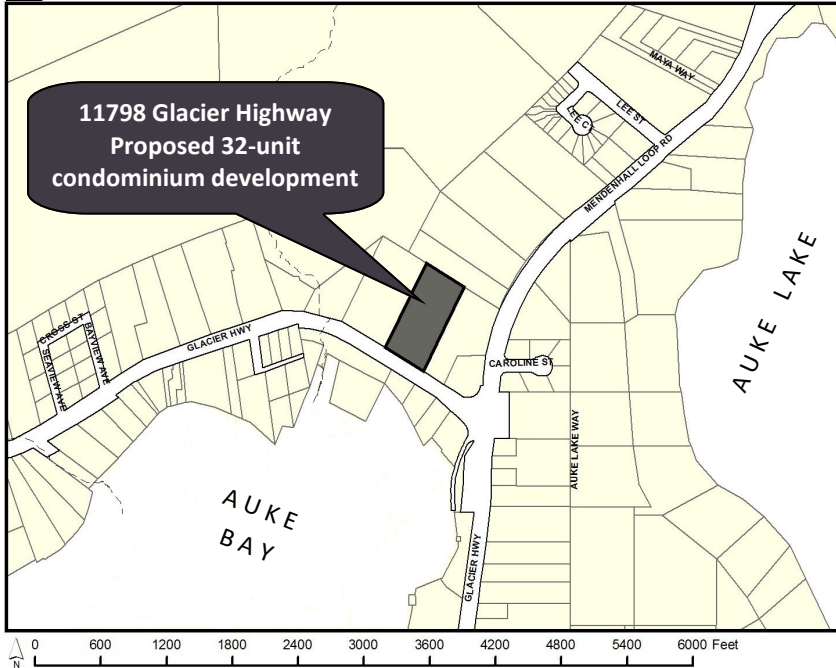 11798 Glacier Highway
Proposed 32-unit
condominium development
MAYA WAY
LEE ST
LEE CT
MENDENHALL LOOP RD
AUKE LAKE
CROSS ST
BAYVIEW AVE
SEAVIEW AVE
GLACIER HWY
CAROLINE ST
AUKE LAKE WAY
AUKE
BAY
GLACIER HWY
N
0 600 1200 1800 2400 3000 3600 4200 4800 5400 6000 Feet